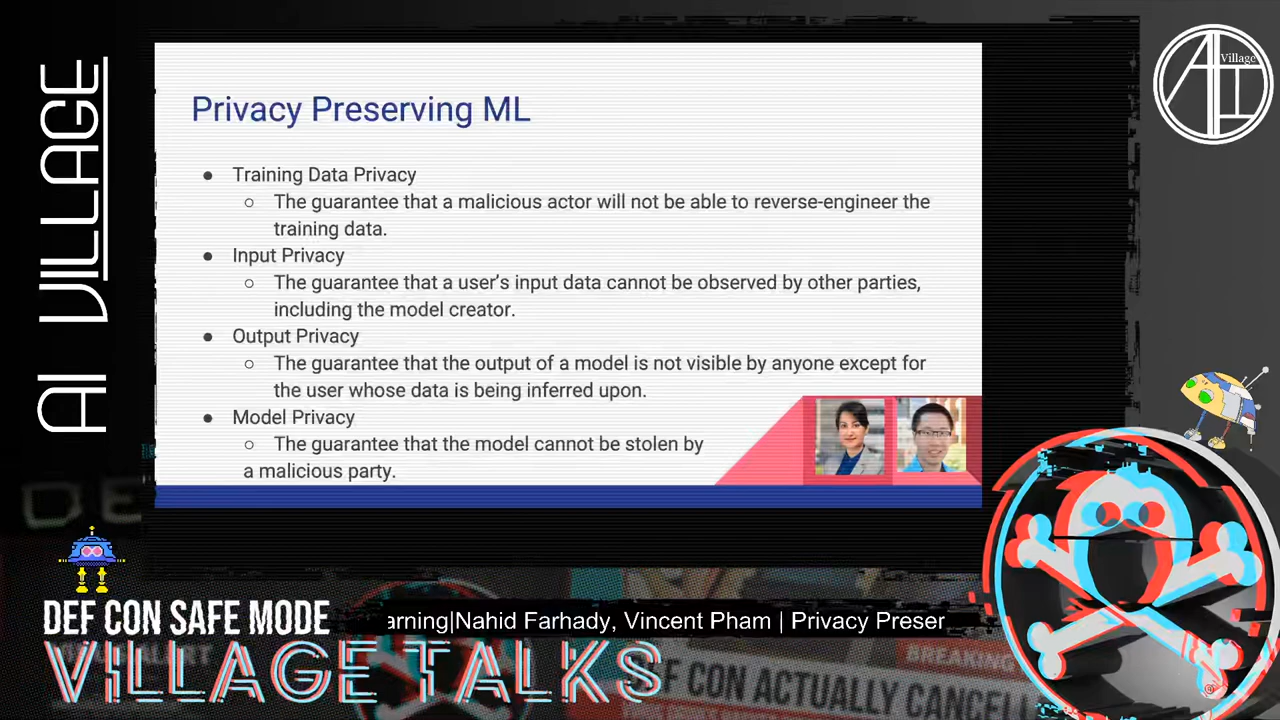 AI VILLAGE
Village
Privacy Preserving ML
● Training Data Privacy
○ The guarantee that a malicious actor will not be able to reverse-engineer the
training data.
● Input Privacy
○ The guarantee that a user's input data cannot be observed by other parties,
including the model creator.
● Output Privacy
○ The guarantee that the output of a model is not visible by anyone except for
the user whose data is being inferred upon.
● Model Privacy
○ The guarantee that the model cannot be stolen by
a malicious party.
DEF CON SAFE MODE
arning|Nahid Farhady, Vincent Pham | Privacy Preser
VILLAGE TALKS
BREAKING
DEF CON ACTUALLY CANCELL